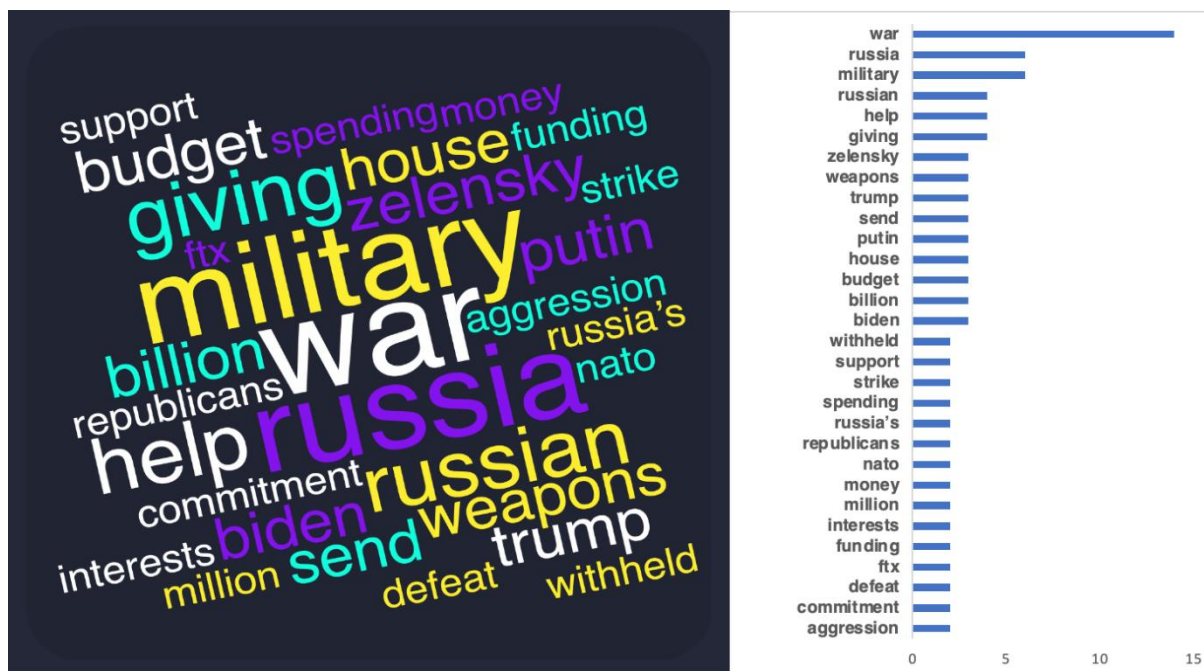 support
spending
money
budget
house
funding
giving
zelensky
strike
ftx
military
putin
war
aggression
russia's
billion
nato
republicans
russia
help
russian
commitment
weapons
biden
send
trump
interests
million
defeat
withheld
war
russia
military
russian
help
giving
zelensky
weapons
trump
send
putin
house
budget
billion
biden
withheld
support
strike
spending
russia's
republicans
nato
money
million
interests
funding
ftx
defeat
commitment
aggression
0 5 10 15